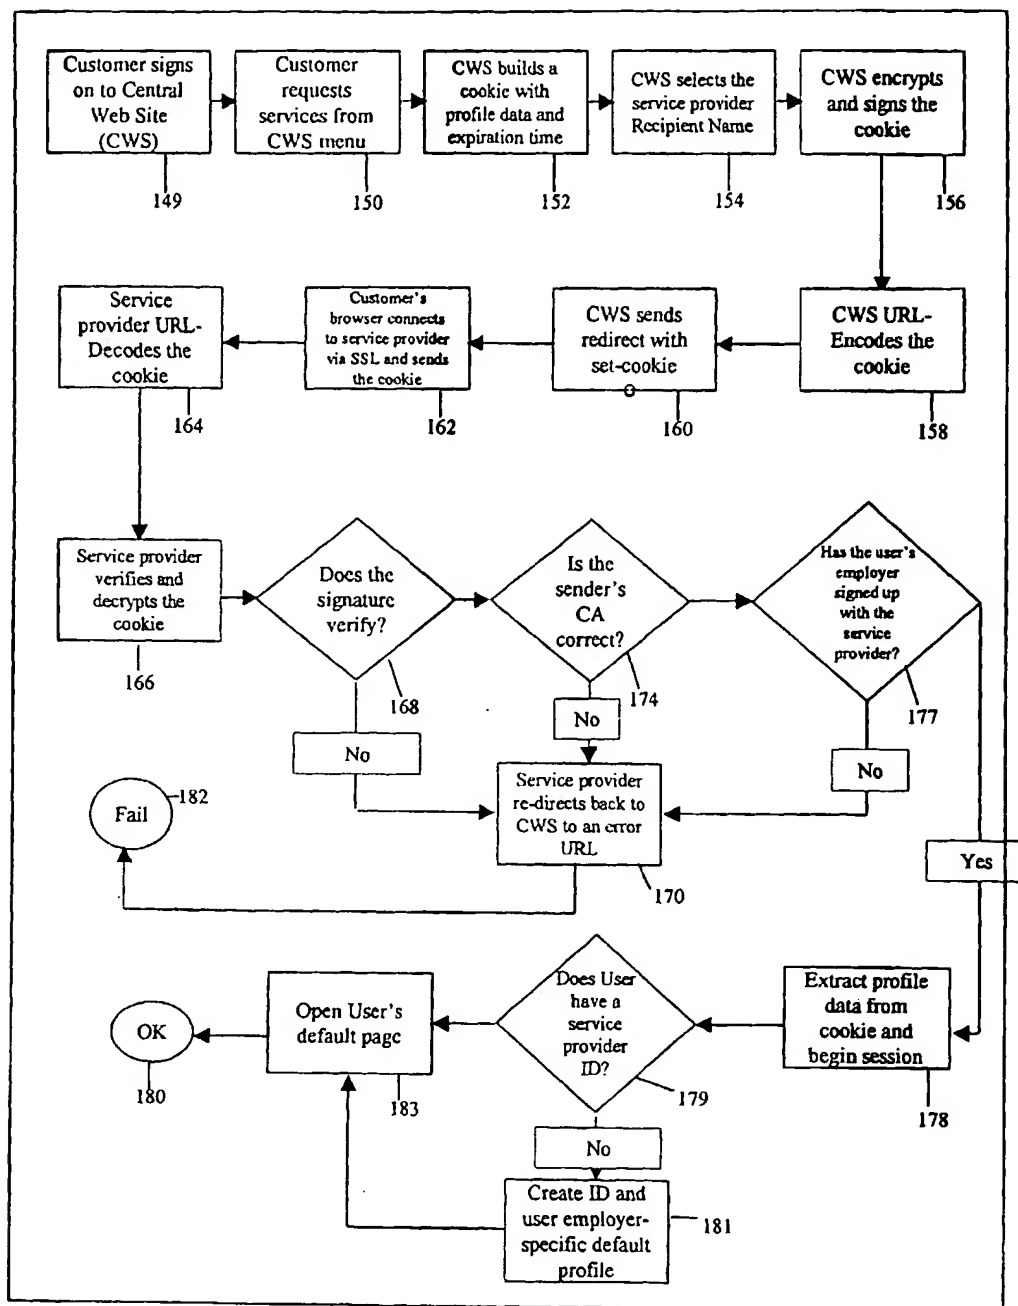 Customer signs
on to Central
Web Site
(CWS)
149
Customer
requests
services from
CWS menu
150
CWS builds a
cookie with
profile data and
expiration time
152
CWS selects the
service provider
Recipient Name
154
CWS encrypts
and signs the
cookie
156
Service
provider URL-
Decodes the
cookie
164
Customer's
browser connects
to service provider
via SSL and sends
the cookie
162
CWS sends
redirect with
set-cookie
160
CWS URL-
Encodes the
cookie
158
Service provider
verifies and
decrypts the
cookie
166
Does the
signature
verify?
168
Is the
sender's
CA
correct?
174
Has the user's
employer
signed up
with the
service
provider?
177
No
No
No
Fail
182
Service provider
re-directs back to
CWS to an error
URL
170
Yes
OK
180
Open User's
default page
183
Does User
have a
service
provider
ID?
179
Extract profile
data from
cookie and
begin session
178
No
Create ID and
user employer-
specific default
profile
181